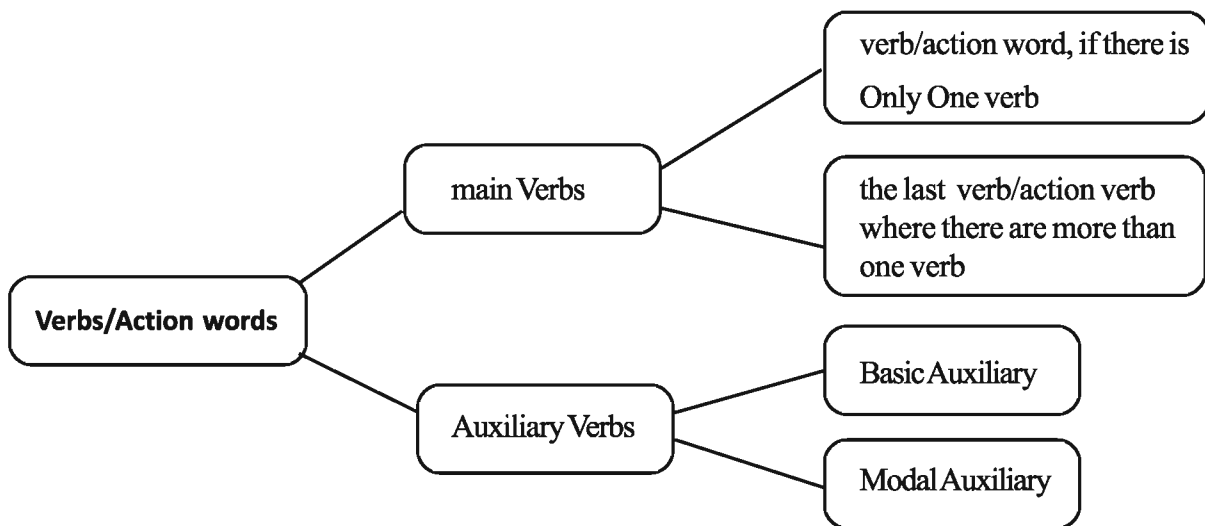 verb/action word, if there is
Only One verb
main Verbs
the last verb/action verb
where there are more than
one verb
Verbs/Action words
Basic Auxiliary
Auxiliary Verbs
Modal Auxiliary